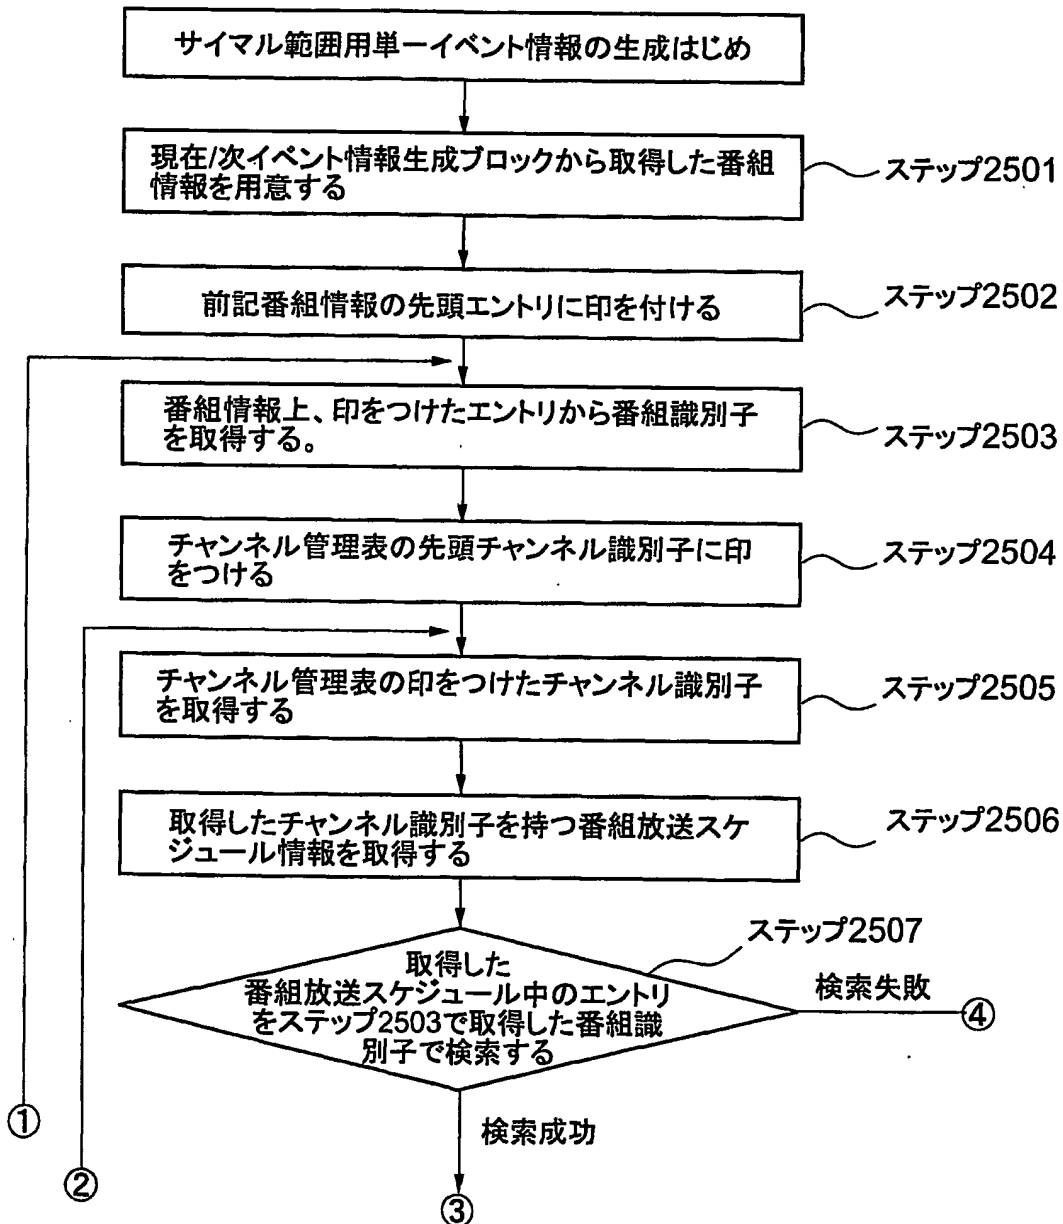 サイマル範囲用単一イベント情報の生成はじめ
現在/次イベント情報生成ブロックから取得した番組
情報を用意する
ステップ2501
前記番組情報の先頭エントリに印を付ける
ステップ2502
番組情報上、印をつけたエントリから番組識別子
を取得する。
ステップ2503
チャンネル管理表の先頭チャンネル識別子に印
をつける
ステップ2504
チャンネル管理表の印をつけたチャンネル識別子
を取得する
ステップ2505
取得したチャンネル識別子を持つ番組放送スケ
ジュール情報を取得する
ステップ2506
ステップ2507
取得した
番組放送スケジュール中のエントリ
をステップ2503で取得した番組識
別子で検索する
検索失敗
④
①
検索成功
②
③